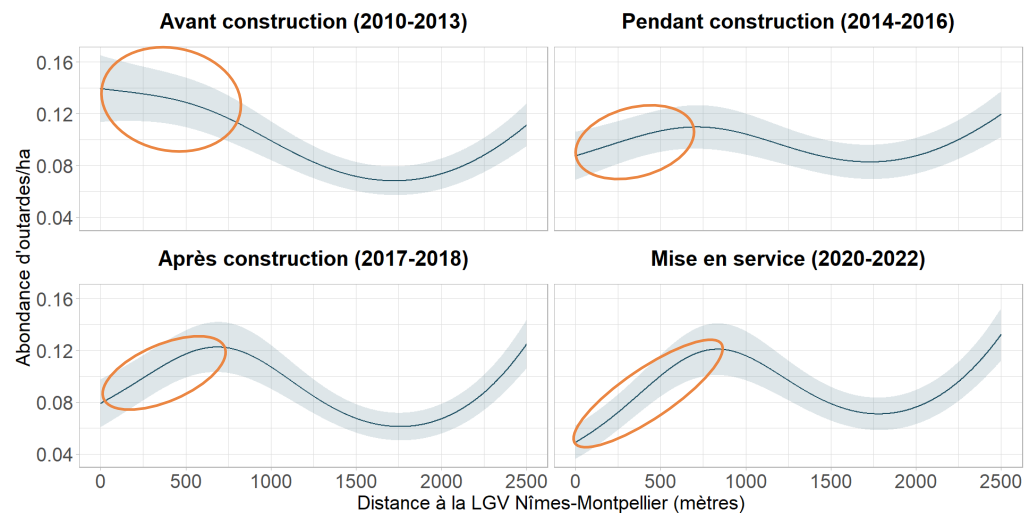 Avant construction (2010-2013)
Pendant construction (2014-2016)
0.16
0.12
0.08
0.04
Après construction (2017-2018)
Mise en service (2020-2022)
0.16
0.12
0.08
0.04
Abondance d'outardes/ha
0 500 1000 1500 2000 2500 0 500 1000 1500 2000 2500
Distance à la LGV Nîmes-Montpellier (mètres)